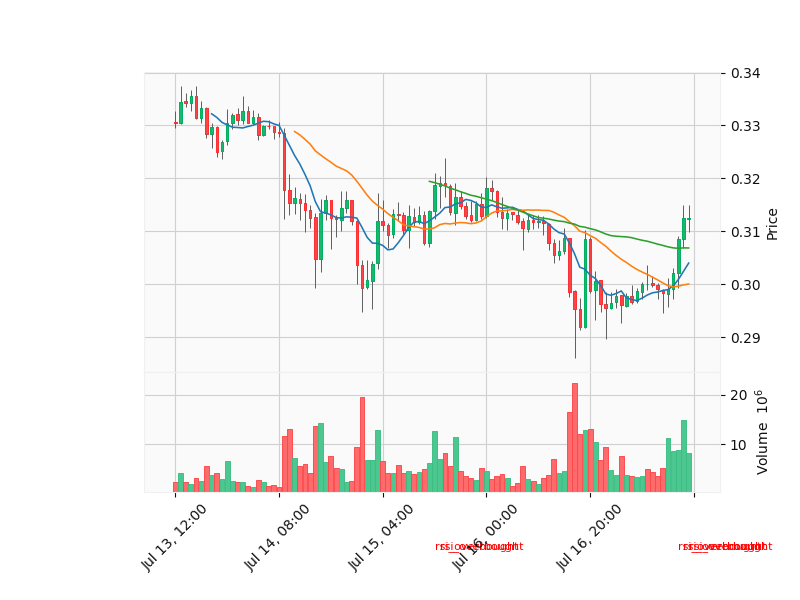 0.34
0.33
0.32
0.31
0.30
0.29
Price
20
10
Volume 10^6
Jul 13, 12:00
Jul 14, 08:00
Jul 15, 04:00
Jul 16, 00:00
Jul 16, 20:00